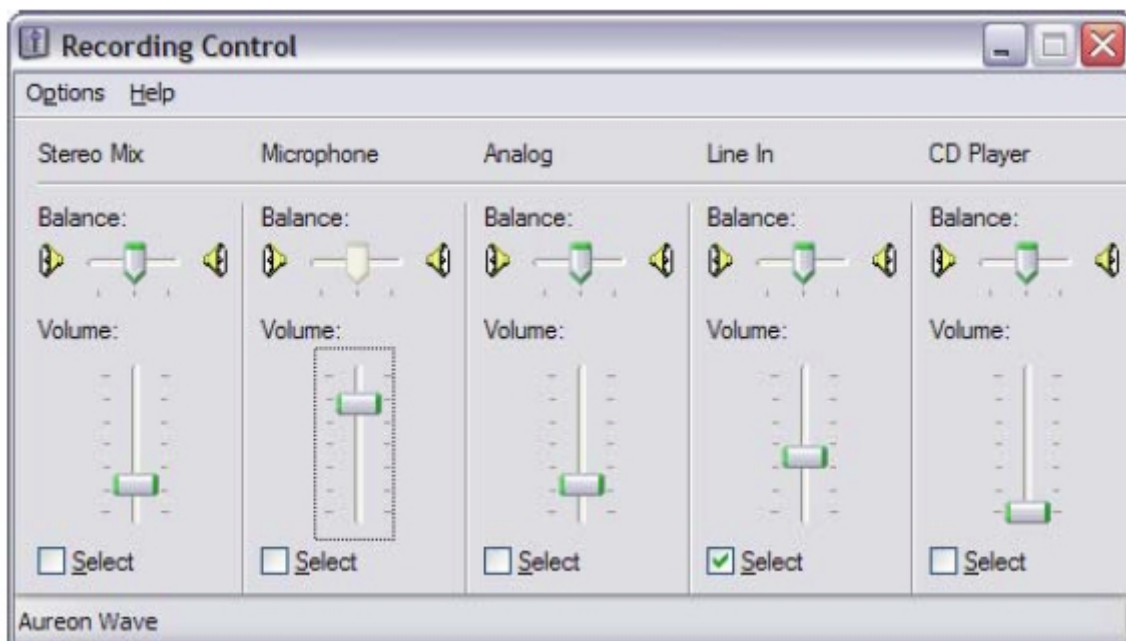 Recording Control
Options Help
Stereo Mix Microphone Analog Line In CD Player
Balance: Balance: Balance: Balance: Balance:
Volume: Volume: Volume: Volume: Volume:
Select Select Select Select Select
Aureon Wave